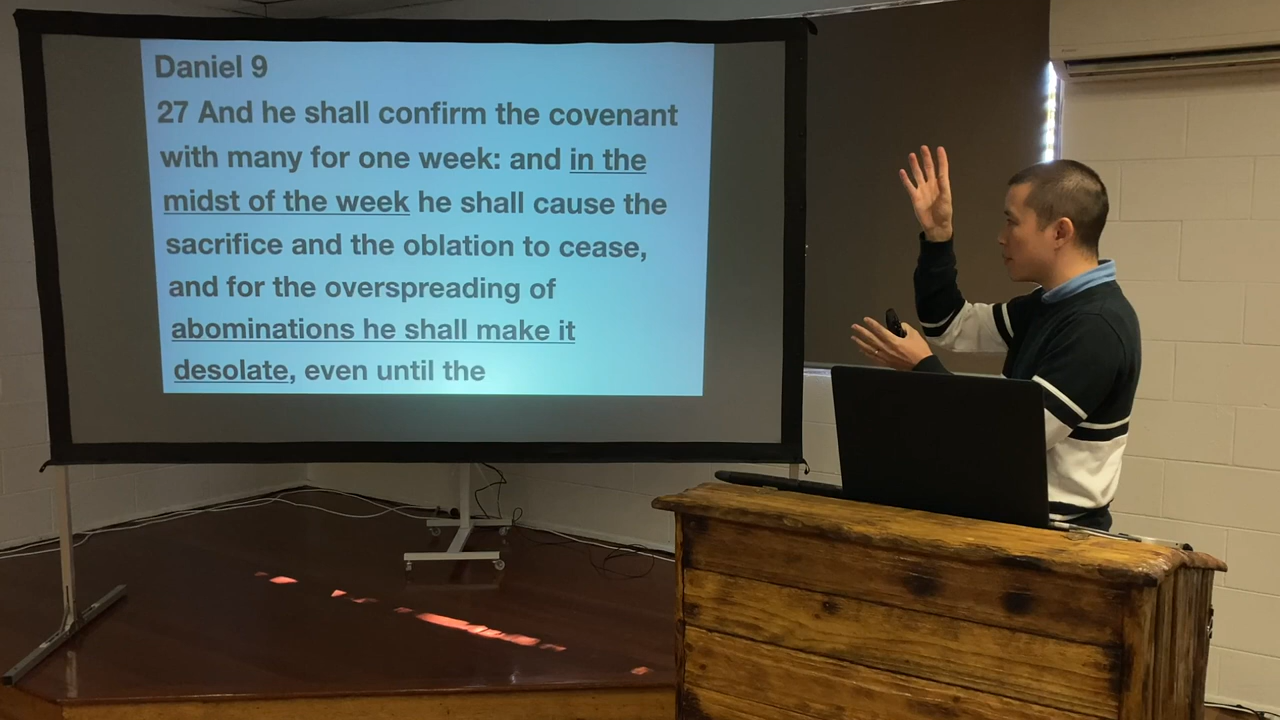 Daniel 9
27 And he shall confirm the covenant
with many for one week: and in the
midst of the week he shall cause the
sacrifice and the oblation to cease,
and for the overspreading of
abominations he shall make it
desolate, even until the